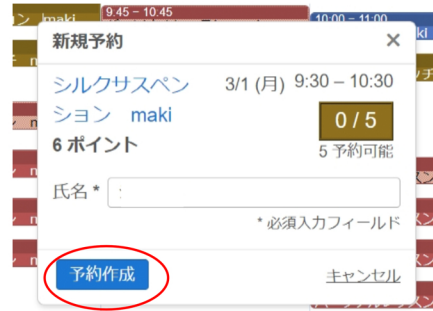 ョン maki
9:45 – 10:45
10:00 - 11:00
新規予約
×
シルクサスペン
ション maki
3/1 (月) 9:30 – 10:30
6 ポイント
0 / 5
5 予約可能
氏名 *
* 必須入力フィールド
予約作成
キャンセル